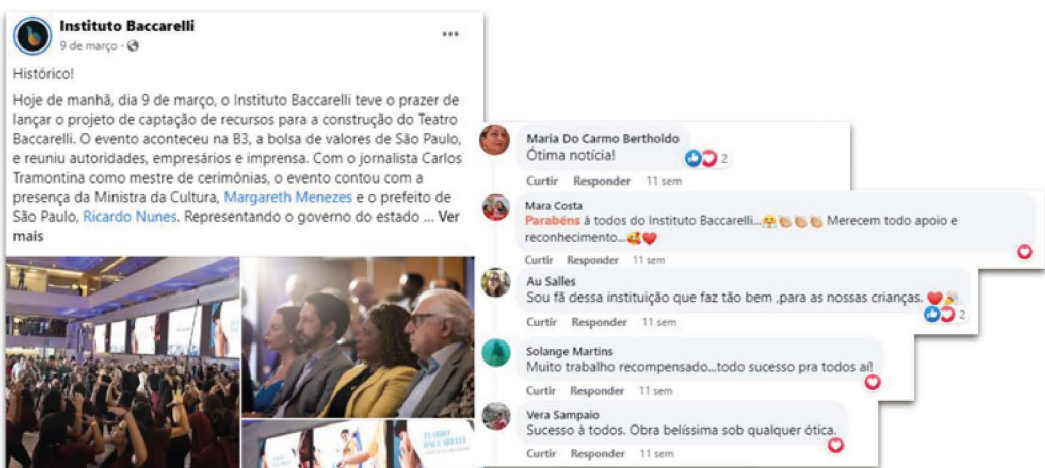 Instituto Baccarelli
9 de março ·
Histórico!
Hoje de manhã, dia 9 de março, o Instituto Baccarelli teve o prazer de
lançar o projeto de captação de recursos para a construção do Teatro
Baccarelli. O evento aconteceu na B3, a bolsa de valores de São Paulo,
e reuniu autoridades, empresários e imprensa. Com o jornalista Carlos
Tramontina como mestre de cerimônias, o evento contou com a
presença da Ministra da Cultura, Margareth Menezes e o prefeito de
São Paulo, Ricardo Nunes. Representando o governo do estado ... Ver
mais
Maria Do Carmo Bertholdo
Ótima notícia!
2
Curtir Responder 11 sem
Mara Costa
Parabéns à todos do Instituto Baccarelli...😤👏🏼👏🏼👏🏼 Merecem todo apoio e
reconhecimento...🥰❤️
Curtir Responder 11 sem
Au Salles
Sou fã dessa instituição que faz tão bem ,para as nossas crianças. ❤️🎉
2
Curtir Responder 11 sem
Solange Martins
Muito trabalho recompensado...todo sucesso pra todos aí!
Curtir Responder 11 sem
Vera Sampaio
Sucesso à todos. Obra belíssima sob qualquer ótica.
Curtir Responder 11 sem
TEATRO
BACCARELLI